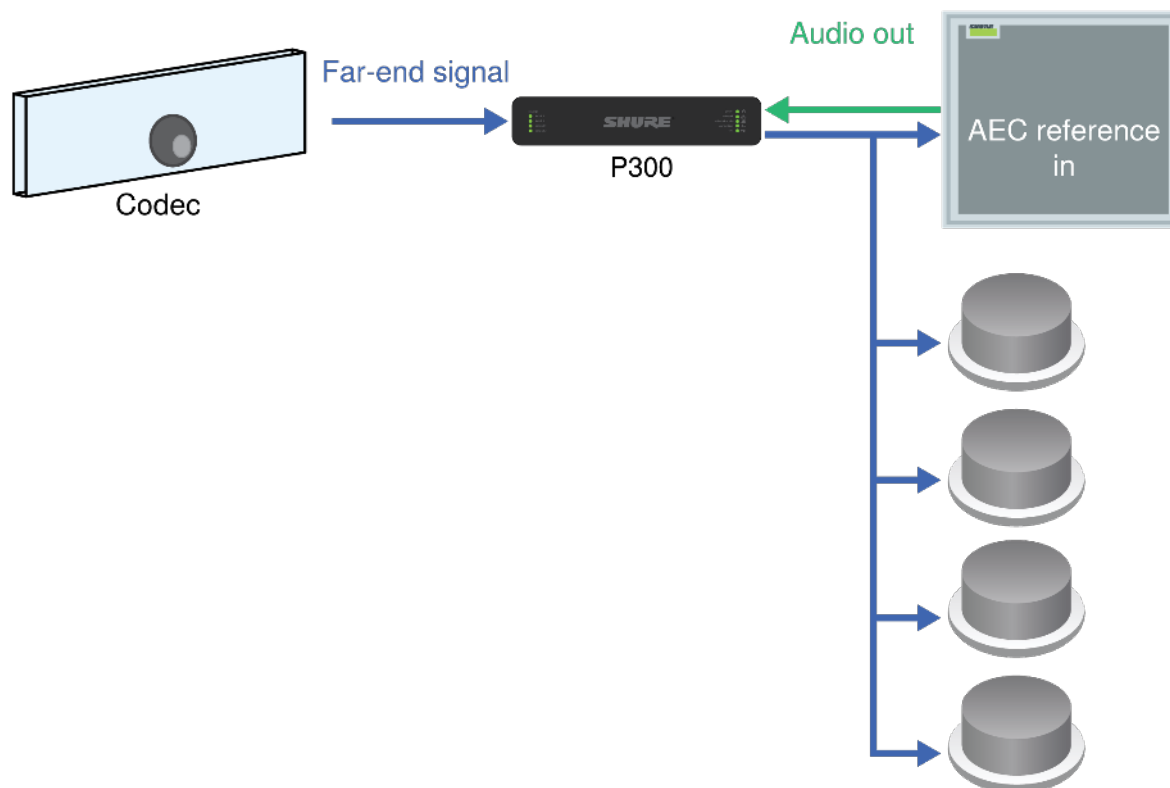 Audio out
Far-end signal
SHURE
AEC reference
in
P300
Codec